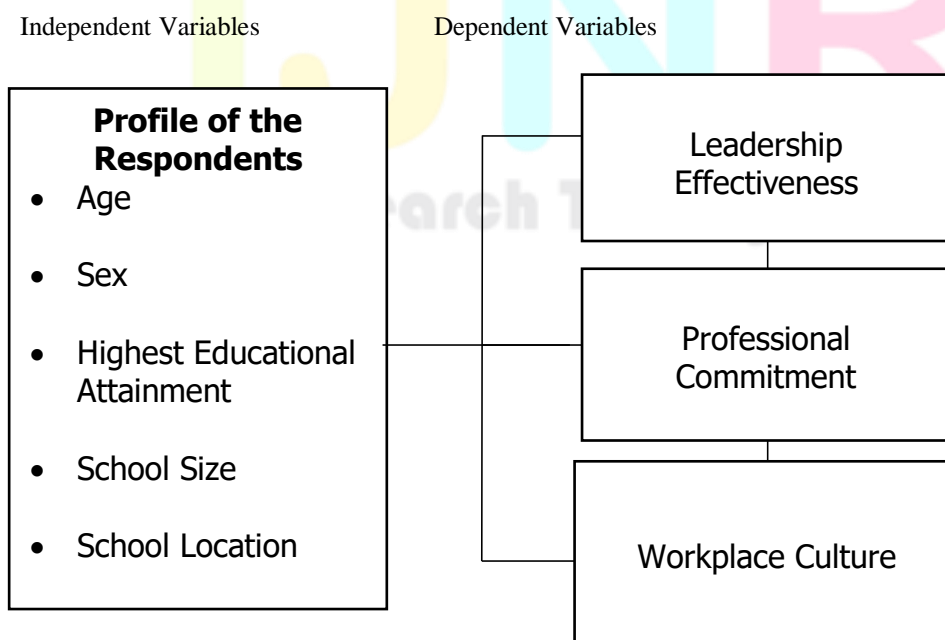 Independent Variables
Dependent Variables
Profile of the
Respondents
• Age
• Sex
• Highest Educational
Attainment
• School Size
• School Location
Leadership
Effectiveness
Professional
Commitment
Workplace Culture